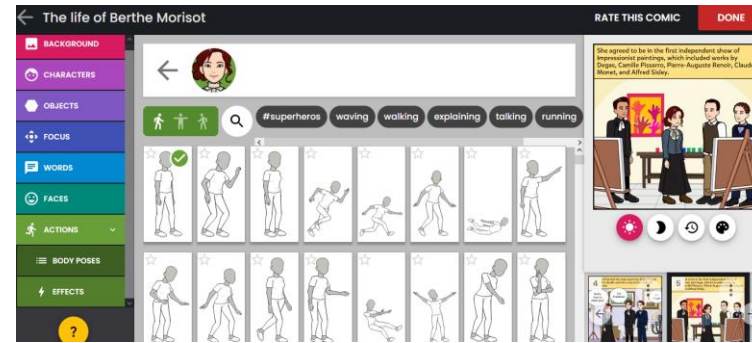 The life of Berthe Morisot
RATE THIS COMIC
DONE
BACKGROUND
CHARACTERS
OBJECTS
FOCUS
WORDS
FACES
ACTIONS
BODY POSES
EFFECTS
?
#superheros
waving
walking
explaining
talking
running
She agreed to be in the first independent show of
Impressionist paintings, which included works by
Degas, Camille Pissarro, Pierre-Auguste Renoir, Claude
Monet, and Alfred Sisley.
4
5